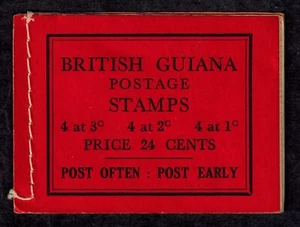 BRITISH GUIANA
POSTAGE
STAMPS
4 at 3c 4 at 2c 4 at 1c
PRICE 24 CENTS
POST OFTEN : POST EARLY